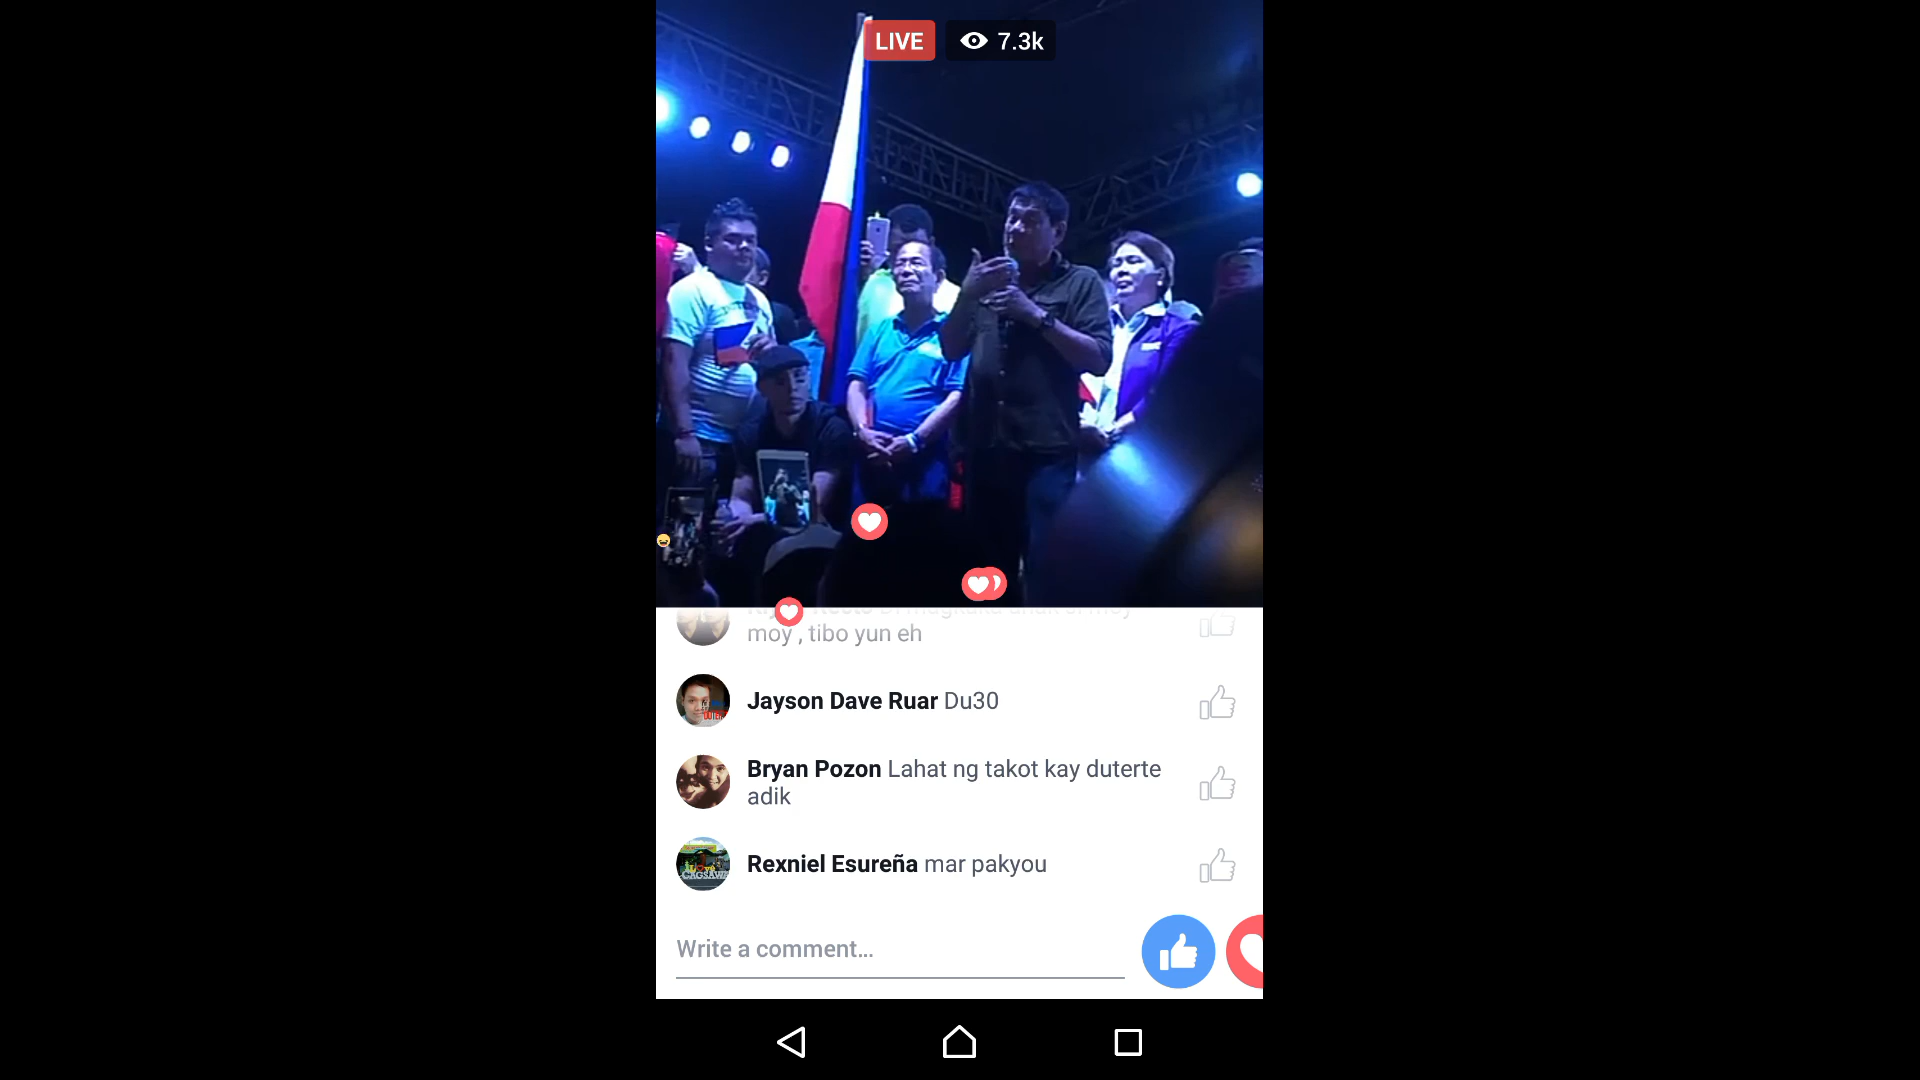 LIVE 7.3k
moy , tibo yun eh
Jayson Dave Ruar Du30
Bryan Pozon Lahat ng takot kay duterte
adik
Rexniel Esureña mar pakyou
Write a comment...